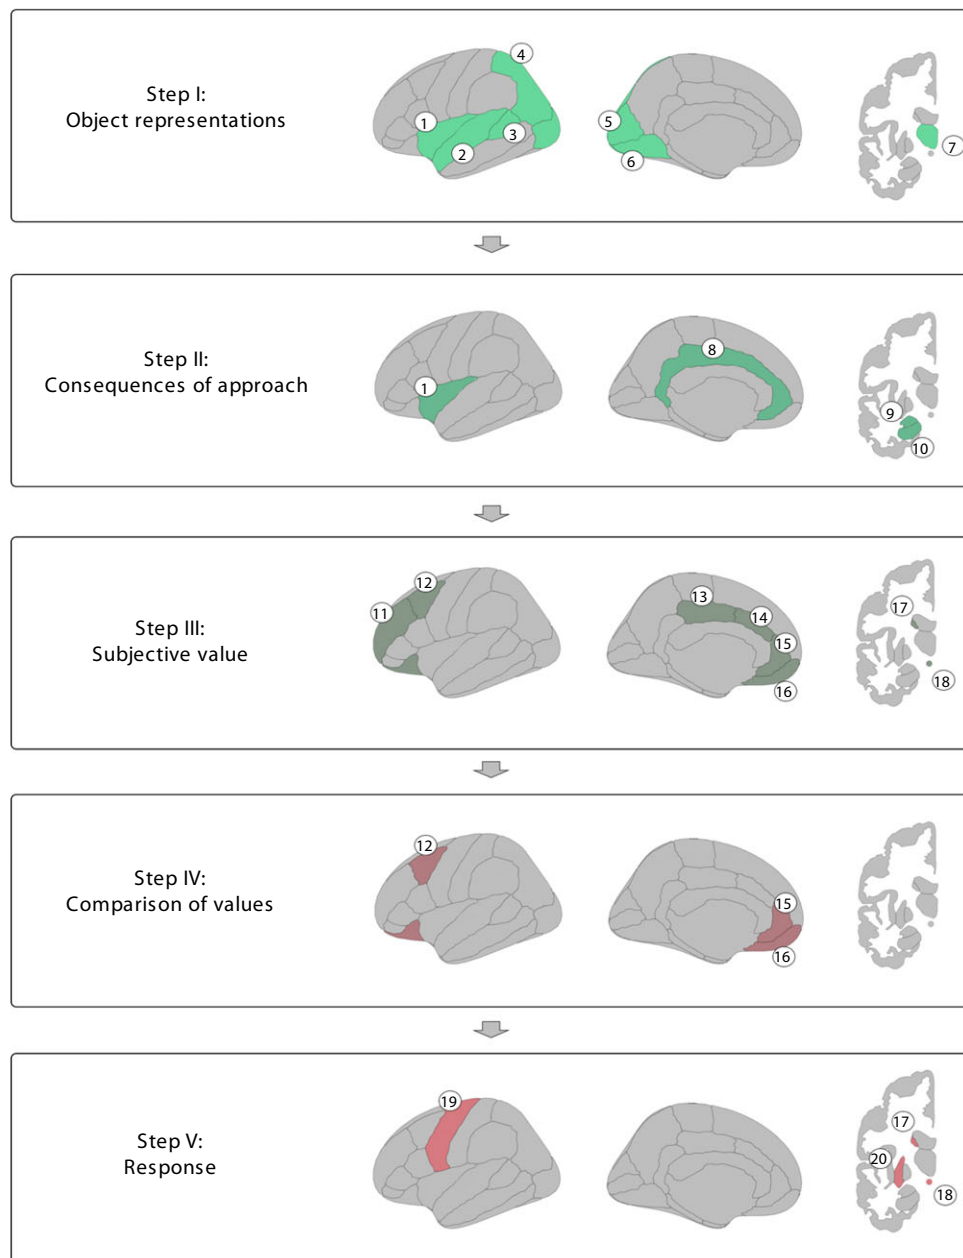 Step I:
Object representations
1
2
3
4
5
6
7
Step II:
Consequences of approach
1
8
9
10
Step III:
Subjective value
11
12
13
14
15
16
17
18
Step IV:
Comparison of values
12
15
16
Step V:
Response
19
17
20
18